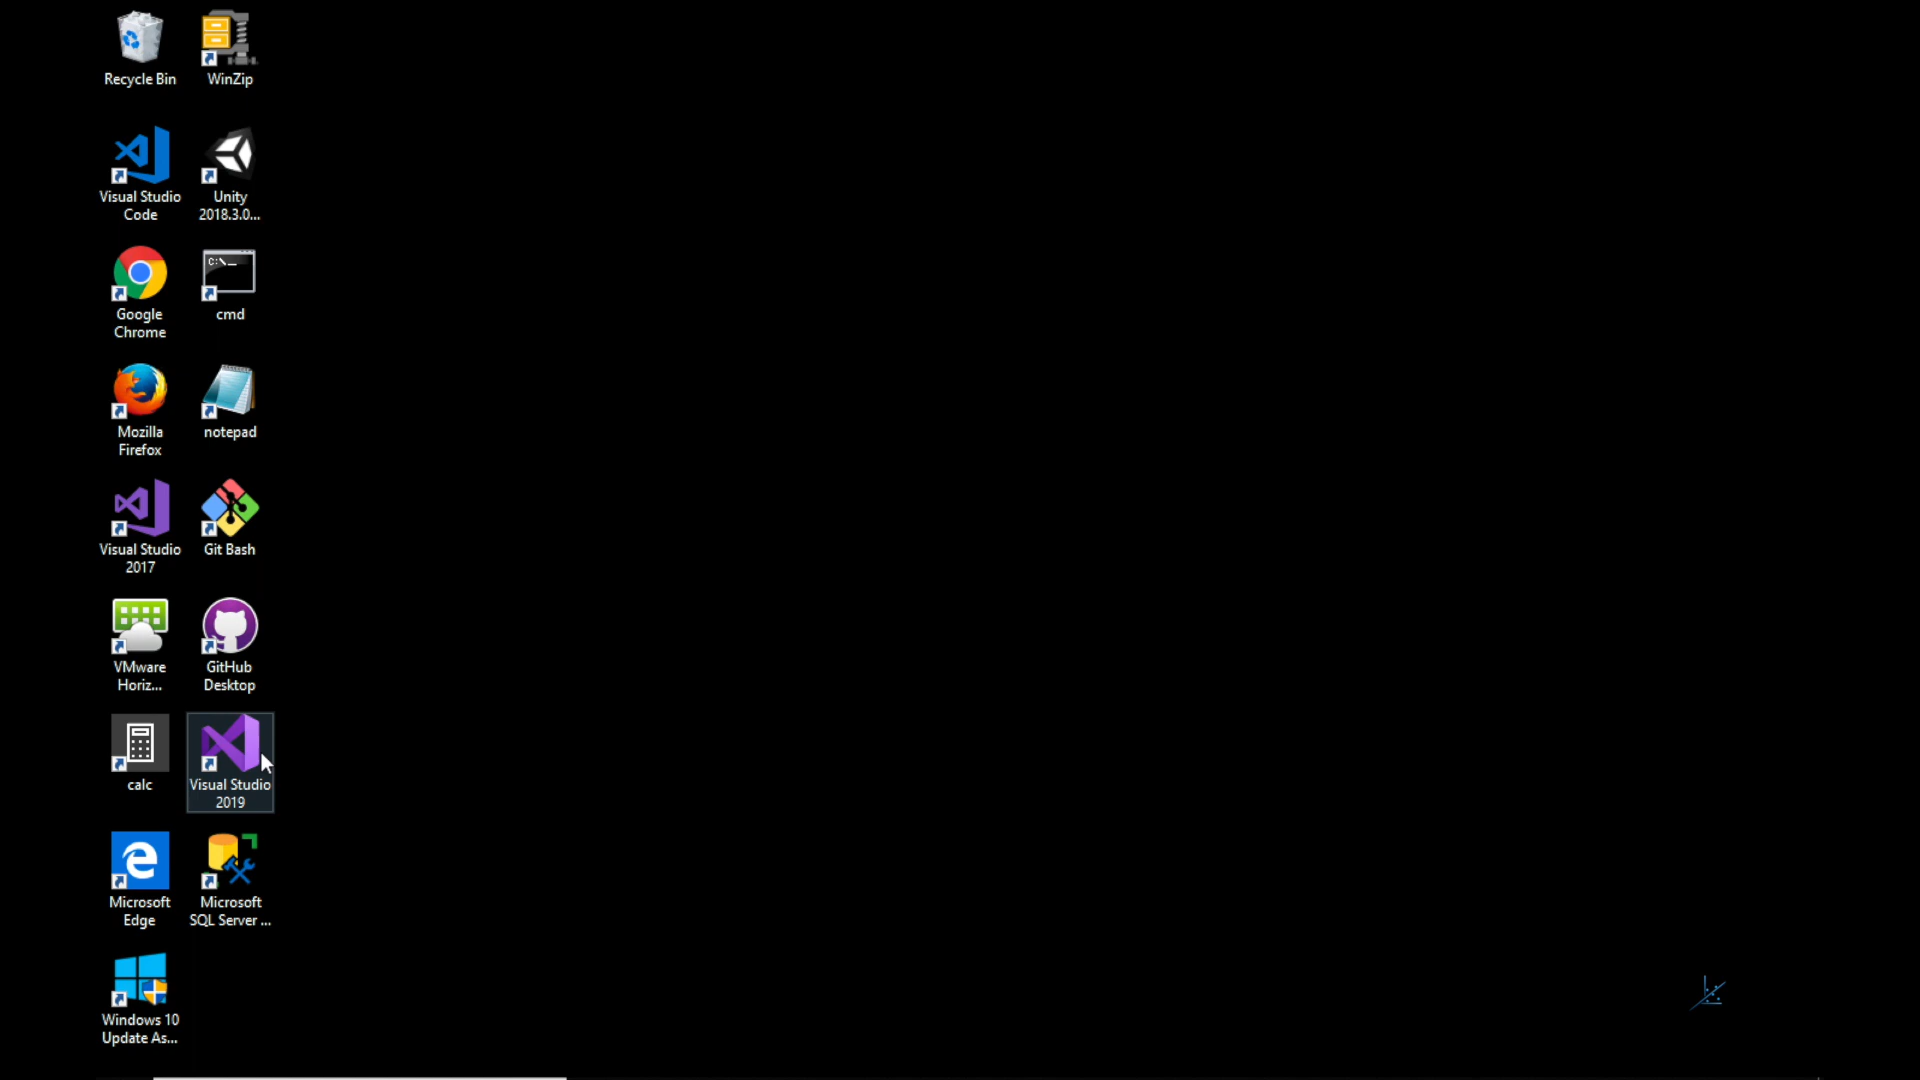 Recycle Bin
WinZip
Visual Studio
Code
Unity
2018.3.0...
Google
Chrome
C:\_
cmd
Mozilla
Firefox
notepad
Visual Studio
2017
Git Bash
VMware
Horiz...
GitHub
Desktop
calc
Visual Studio
2019
Microsoft
Edge
Microsoft
SQL Server ...
Windows 10
Update As...